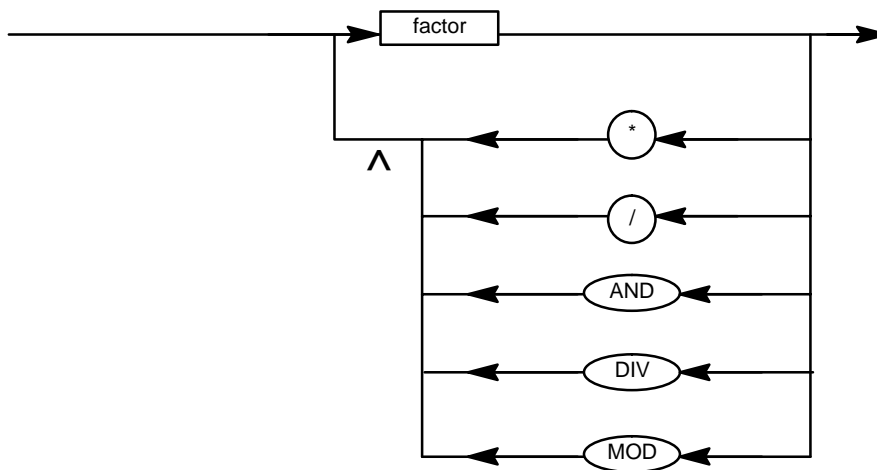 factor
*
^
/
AND
DIV
MOD